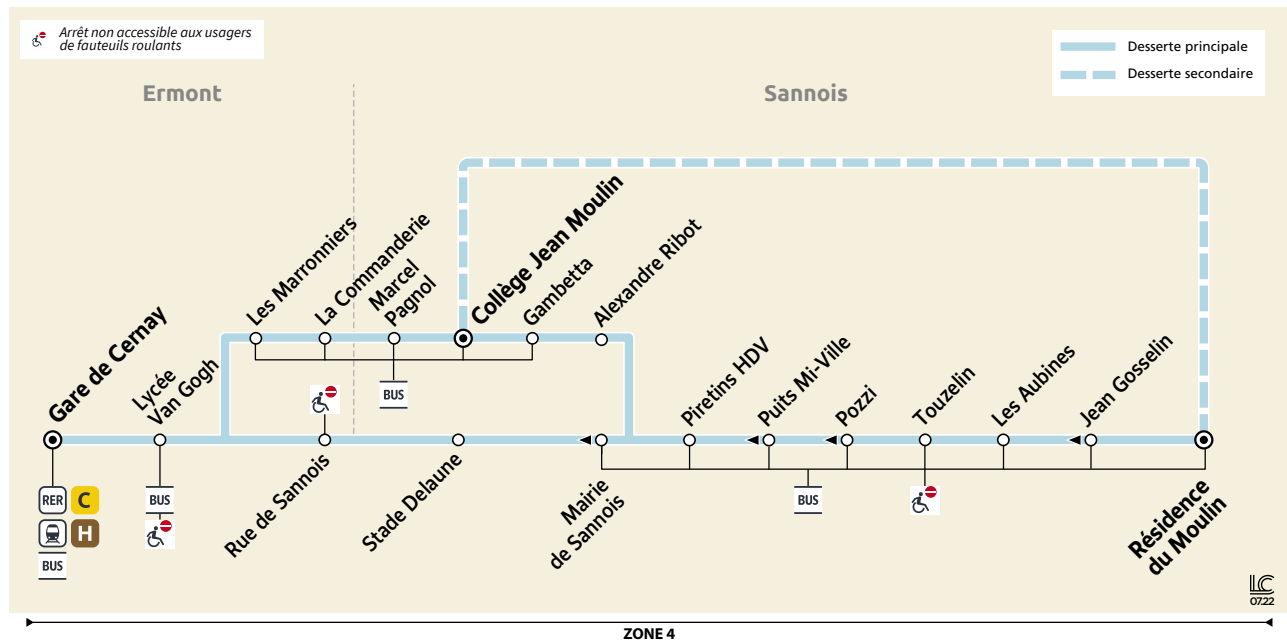 Arrêt non accessible aux usagers
de fauteuils roulants
Desserte principale
Desserte secondaire
Ermont
Sannois
Gare de Cernay
Lycée
Van Gogh
Les Marronniers
La Commanderie
Marcel
Pagnol
Collège Jean Moulin
Gambetta
Alexandre Ribot
Piretins HDV
Puits Mi-Ville
Pozzi
Touzelin
Les Aubines
Jean Gosselin
BUS
Rue de Sannois
Stade Delaune
Mairie
de Sannois
Résidence
du Moulin
RER C
H
BUS
BUS
BUS
LC
07.22
ZONE 4